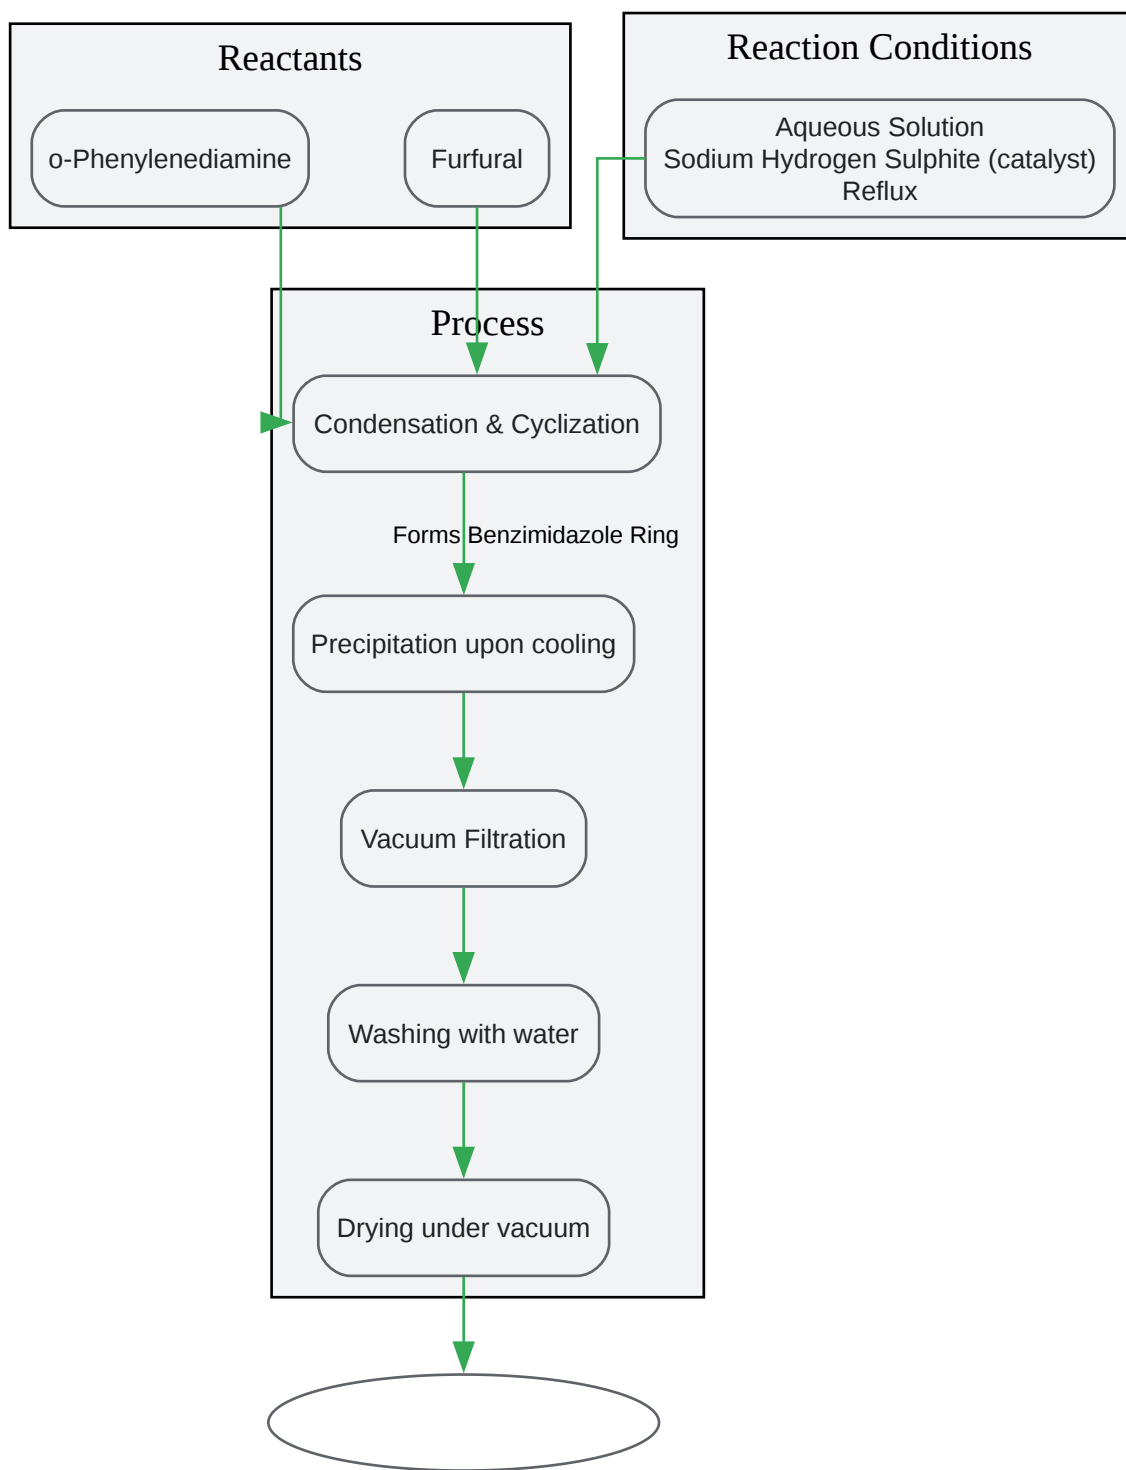 Reactants
Reaction Conditions
o-Phenylenediamine
Furfural
Aqueous Solution
Sodium Hydrogen Sulphite (catalyst)
Reflux
Process
Condensation & Cyclization
Forms Benzimidazole Ring
Precipitation upon cooling
Vacuum Filtration
Washing with water
Drying under vacuum